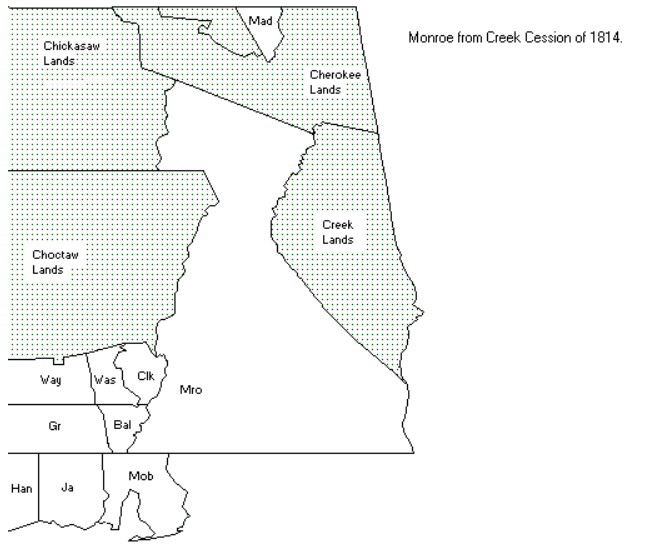 Mad
Monroe from Creek Cession of 1814.
Chickasaw
Lands
Cherokee
Lands
Creek
Lands
Choctaw
Lands
Way
Was
Clk
Mro
Gr
Bal
Han
Ja
Mob